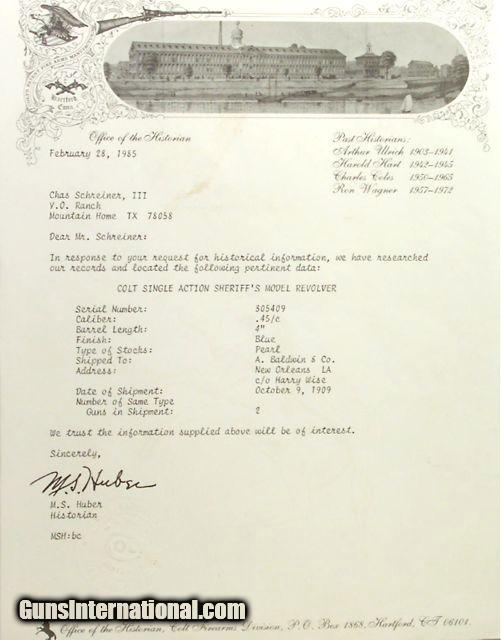 Hartford
Conn.
Office of the Historian
February 28, 1985
Past Historians:
Arthur Ulrich 1903-1941
Harold Hart 1942-1945
Charles Coles 1950-1965
Ron Wagner 1957-1972
Chas Schreiner, III
Y.O. Ranch
Mountain Home TX 78058
Dear Mr. Schreiner:
In response to your request for historical information, we have researched
our records and located the following pertinent data:
COLT SINGLE ACTION SHERIFF'S MODEL REVOLVER
Serial Number: 305409
Caliber: .45/c
Barrel Length: 4"
Finish: Blue
Type of Stocks: Pearl
Shipped To: A. Baldwin & Co.
Address: New Orleans LA
c/o Harry Wise
Date of Shipment: October 9, 1909
Number of Same Type
Guns in Shipment: 2
We trust the information supplied above will be of interest.
Sincerely,
M.S. Huber
M.S. Huber
Historian
MSH:bc
GunsInternational.com
Office of the Historian, Colt Firearms Division, P.O. Box 1868, Hartford, CT 06101.